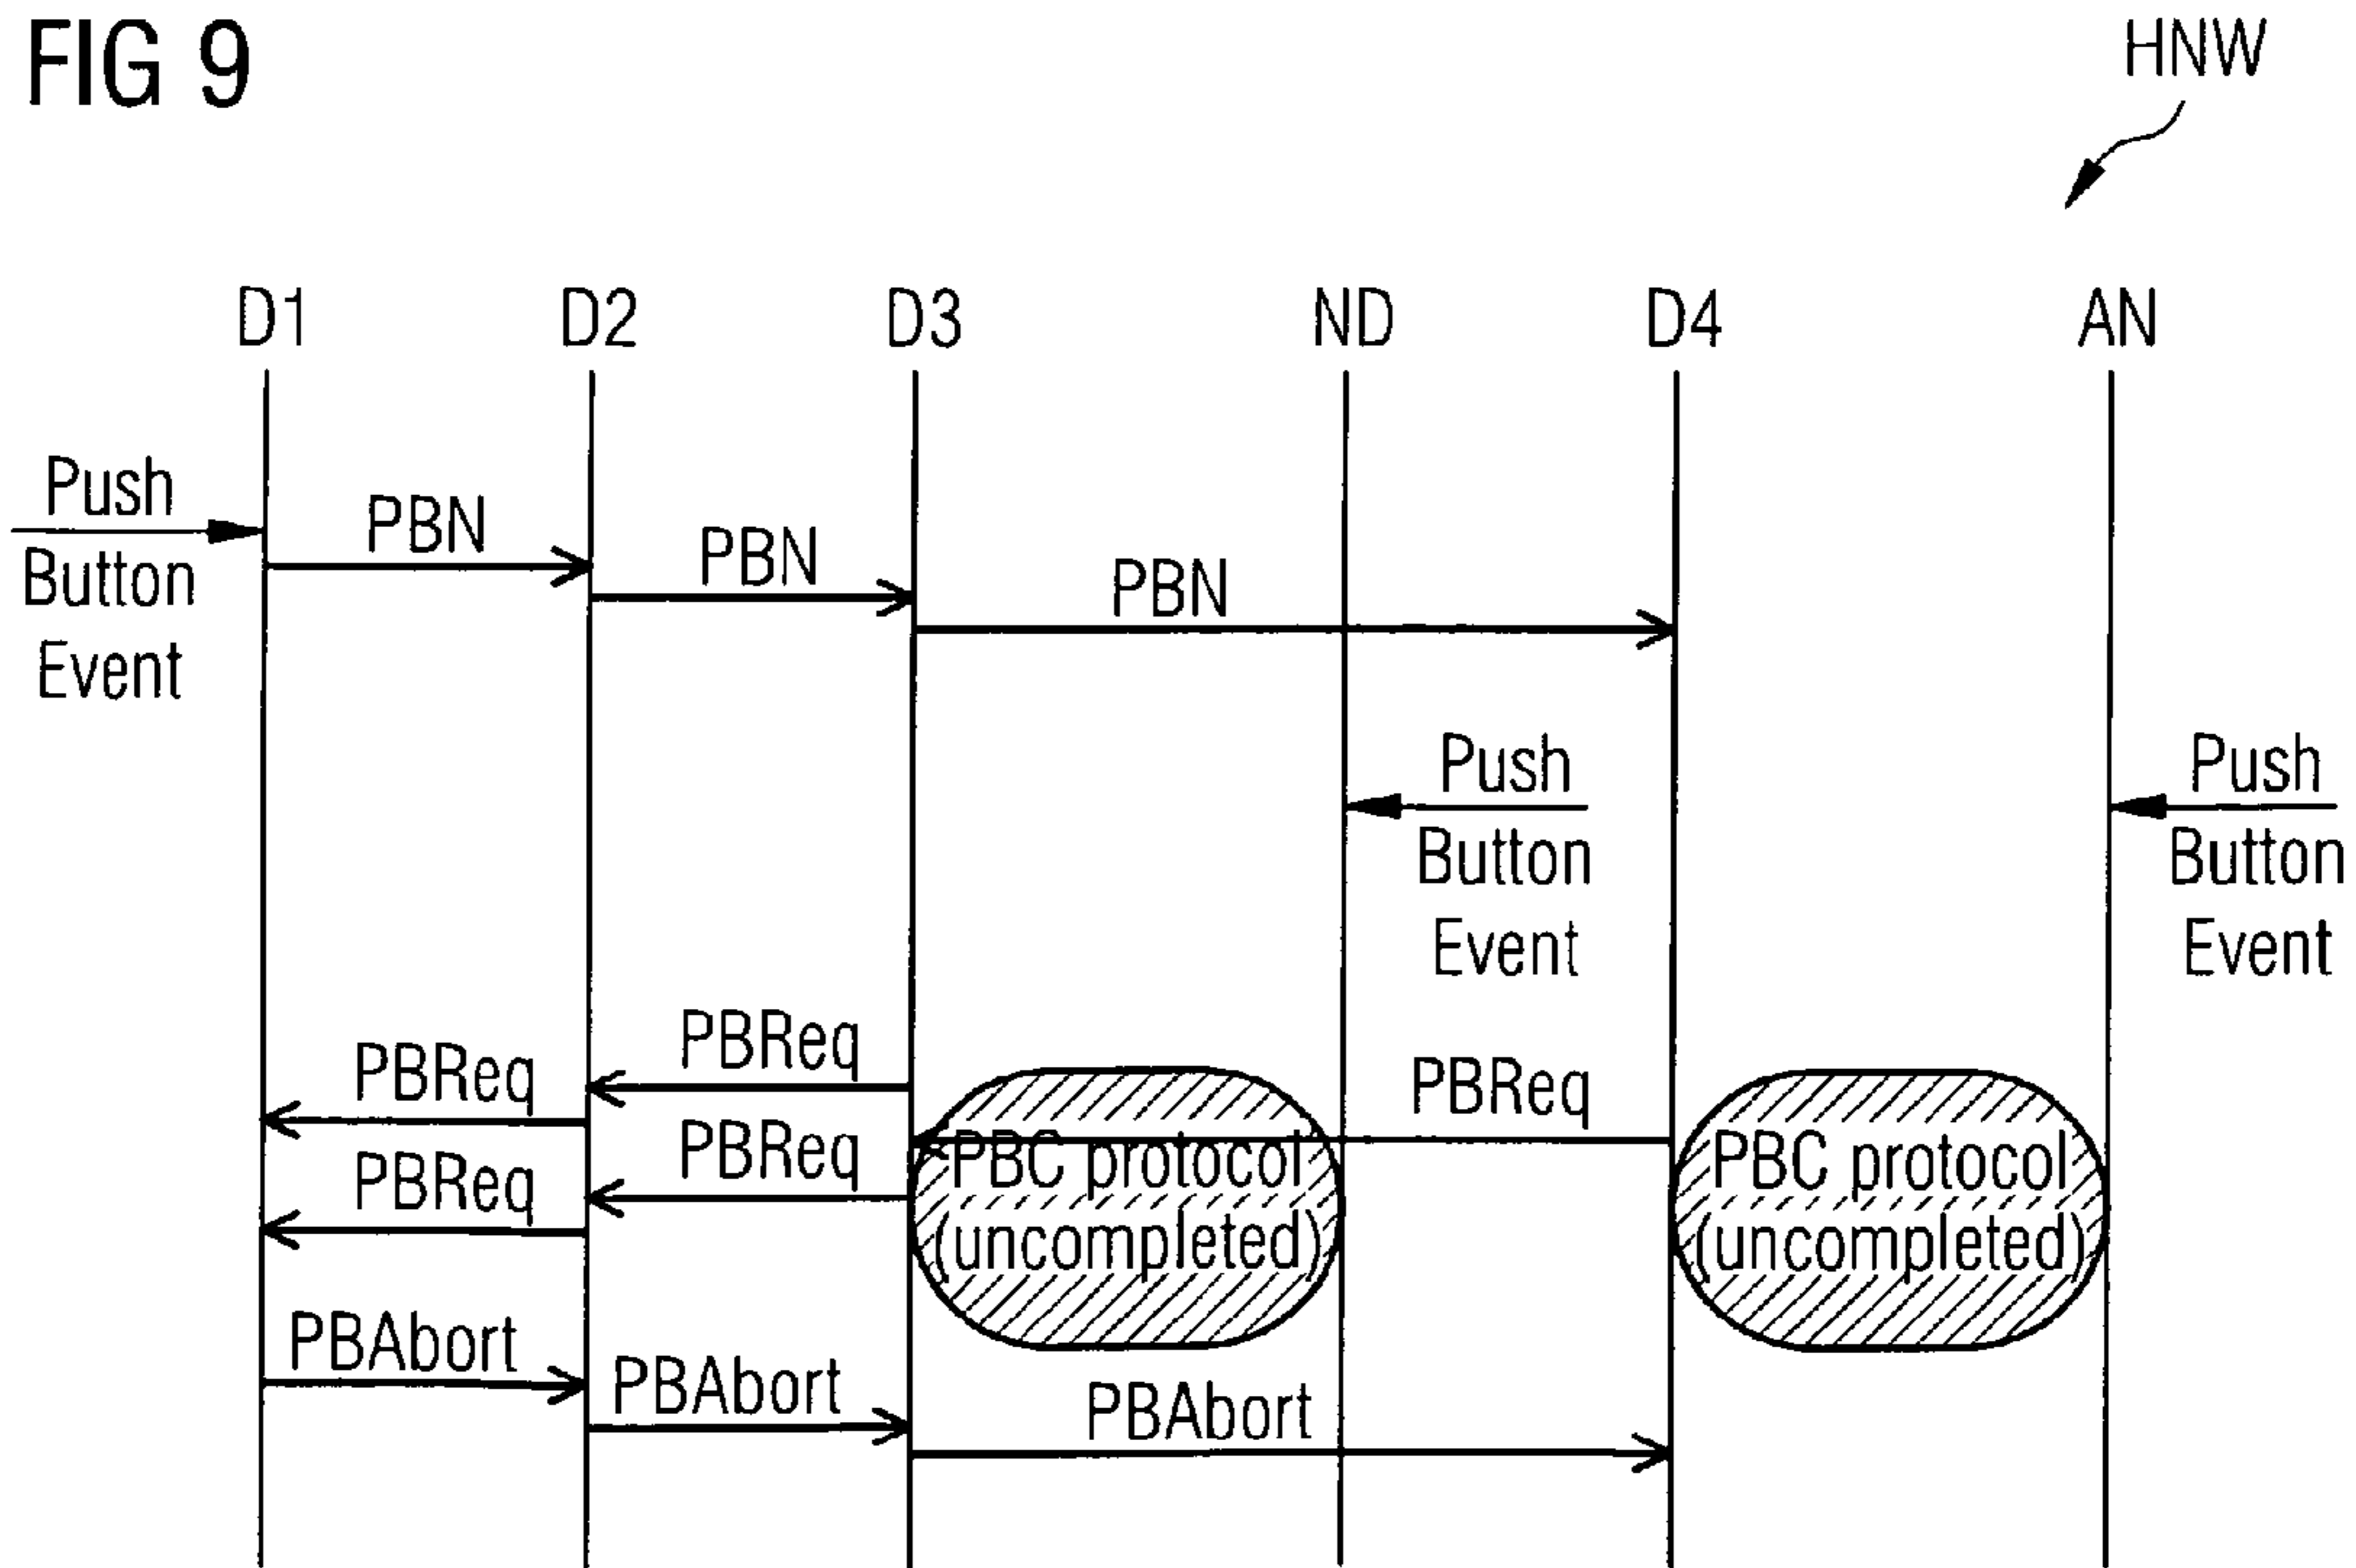 FIG 9
HNW
D1
D2
D3
ND
D4
AN
Push
Button
Event
PBN
PBN
PBN
Push
Button
Event
Push
Button
Event
PBReq
PBReq
PBReq
PBReq
PBReq
PBC protocol
(uncompleted)
PBC protocol
(uncompleted)
PBAbort
PBAbort
PBAbort